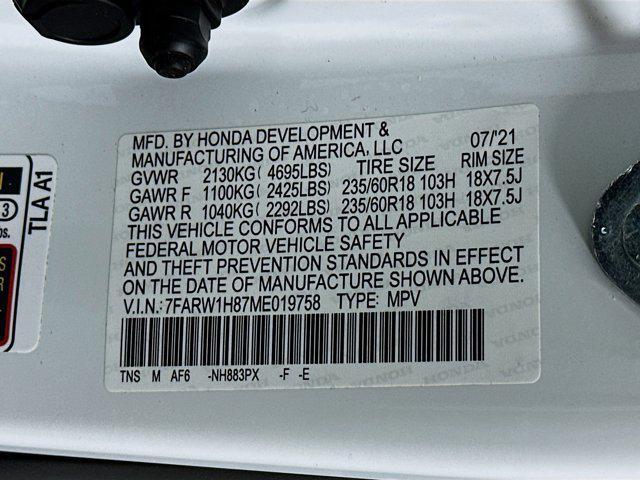 MFD. BY HONDA DEVELOPMENT &
MANUFACTURING OF AMERICA, LLC 07/'21
GVWR 2130KG( 4695LBS) TIRE SIZE RIM SIZE
GAWR F 1100KG( 2425LBS) 235/60R18 103H 18X7.5J
GAWR R 1040KG( 2292LBS) 235/60R18 103H 18X7.5J
THIS VEHICLE CONFORMS TO ALL APPLICABLE
FEDERAL MOTOR VEHICLE SAFETY
AND THEFT PREVENTION STANDARDS IN EFFECT
ON THE DATE OF MANUFACTURE SHOWN ABOVE.
V.I.N.: 7FARW1H87ME019758 TYPE: MPV
TNS M AF6 -NH883PX -F -E
TLA A1
3